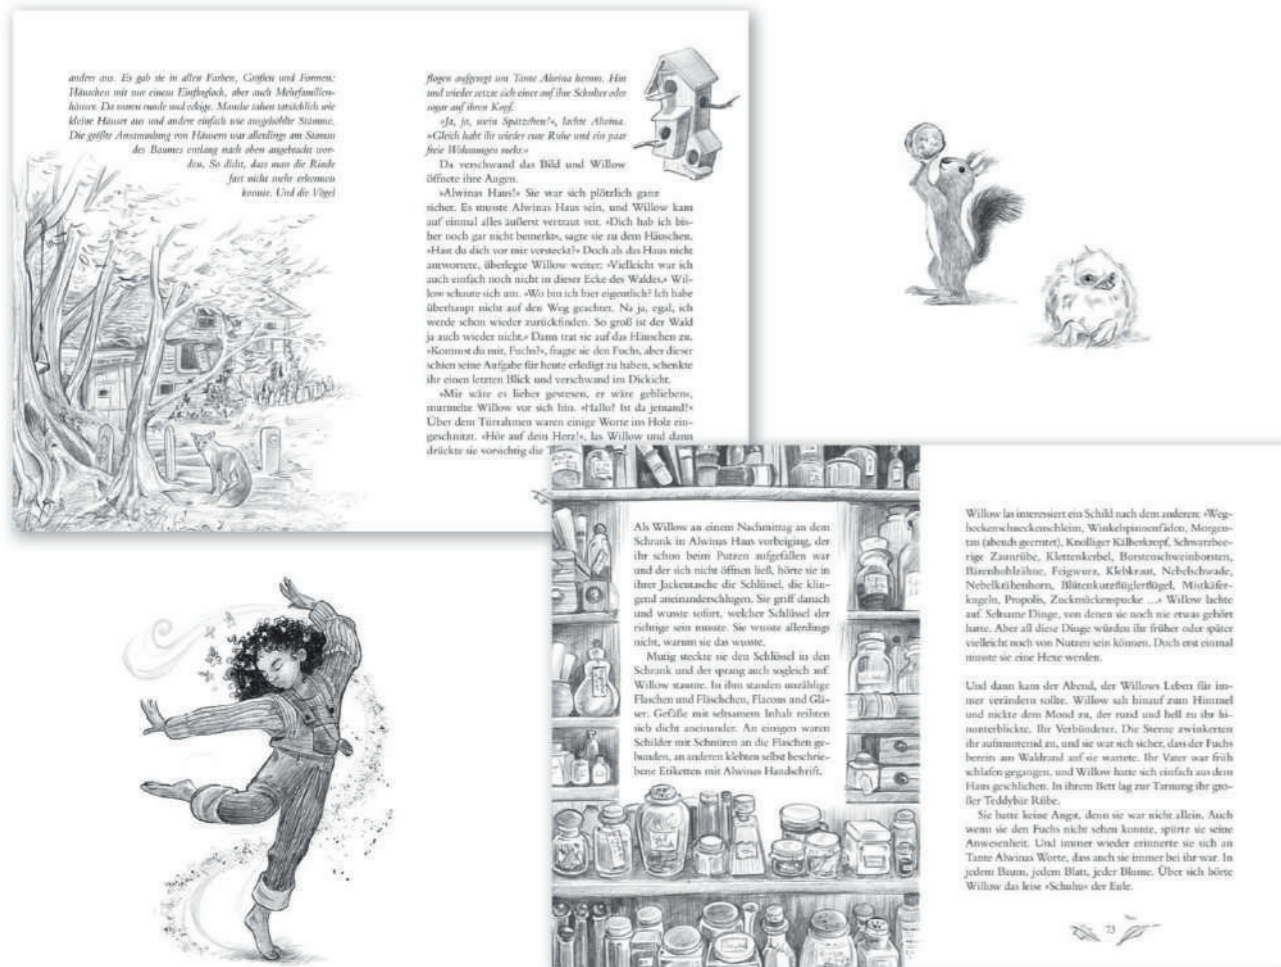 anders aus. Es gab sie in allen Farben, Größen und Formen:
Häuschen mit nur einem Einflugloch, aber auch Mehrfamilien-
häuser. Da waren runde und eckige. Manche sahen tatsächlich wie
kleine Häuser aus und andere einfach wie ausgehöhlte Stämme.
Die größte Ansammlung von Häusern war allerdings am Stamm
des Baumes entlang nach oben angebracht wor-
den. So dicht, dass man die Rinde
fast nicht mehr erkennen
konnte. Und die Vögel
flogen aufgeregt um Tante Alwina herum. Hin
und wieder setzte sich einer auf ihre Schulter oder
sogar auf ihren Kopf.
»Ja, ja, mein Spätzchen!«, lachte Alwina.
»Gleich habt ihr wieder eure Ruhe und ein paar
freie Wohnungen mehr.«
Da verschwand das Bild und Willow
öffnete ihre Augen.
»Alwinas Haus!« Sie war sich plötzlich ganz
sicher. Es musste Alwinas Haus sein, und Willow kam
auf einmal alles äußerst vertraut vor. »Dich hab ich bis-
her noch gar nicht bemerkt«, sagte sie zu dem Häuschen.
»Hast du dich vor mir versteckt?« Doch als das Haus nicht
antwortete, überlegte Willow weiter: »Vielleicht war ich
auch einfach noch nicht in dieser Ecke des Waldes.« Wil-
low schaute sich um. »Wo bin ich hier eigentlich? Ich habe
überhaupt nicht auf den Weg geachtet. Na ja, egal, ich
werde schon wieder zurückfinden. So groß ist der Wald
ja auch wieder nicht.« Dann trat sie auf das Häuschen zu.
»Kommst du mit, Fuchs?«, fragte sie den Fuchs, aber dieser
schien seine Aufgabe für heute erledigt zu haben, schenkte
ihr einen letzten Blick und verschwand im Dickicht.
»Mir wäre es lieber gewesen, er wäre geblieben«,
murmelte Willow vor sich hin. »Hallo? Ist da jemand?«
Über dem Türrahmen waren einige Worte ins Holz ein-
geschnitzt. »Hör auf dein Herz!«, las Willow und dann
drückte sie vorsichtig die
Als Willow an einem Nachmittag an dem
Schrank in Alwinas Haus vorbeiging, der
ihr schon beim Putzen aufgefallen war
und der sich nicht öffnen ließ, hörte sie in
ihrer Jackentasche die Schlüssel, die klin-
gend aneinanderschlugen. Sie griff danach
und wusste sofort, welcher Schlüssel der
richtige sein musste. Sie wusste allerdings
nicht, warum sie das wusste.
Mutig steckte sie den Schlüssel in den
Schrank und der sprang auch sogleich auf.
Willow staunte. In ihm standen unzählige
Flaschen und Fläschchen, Flacons und Glä-
ser. Gefäße mit seltsamem Inhalt reihten
sich dicht aneinander. An einigen waren
Schilder mit Schnüren an die Flaschen ge-
bunden, an anderen klebten selbst beschrie-
bene Etiketten mit Alwinas Handschrift.
Willow las interessiert ein Schild nach dem anderen: »Weg-
heckenschneckenschleim, Winkelspinnenfäden, Morgen-
tau (abends geerntet), Knolliger Kälberkropf, Schwarzbee-
rige Zaunrübe, Klettenkerbel, Borstenschweinborsten,
Bärenhohlzähne, Feigwurz, Klebkraut, Nebelschwade,
Nebelkrähenhorn, Blütenkurzflüglerflügel, Mistkäfer-
kugeln, Propolis, Zuckmückenspucke ...« Willow lachte
auf. Seltsame Dinge, von denen sie noch nie etwas gehört
hatte. Aber all diese Dinge würden ihr früher oder später
vielleicht noch von Nutzen sein können. Doch erst einmal
musste sie eine Hexe werden.
Und dann kam der Abend, der Willows Leben für im-
mer verändern sollte. Willow sah hinauf zum Himmel
und nickte dem Mond zu, der rund und hell zu ihr hi-
nunterblickte. Ihr Verbündeter. Die Sterne zwinkerten
ihr aufmunternd zu, und sie war sich sicher, dass der Fuchs
bereits am Waldrand auf sie wartete. Ihr Vater war früh
schlafen gegangen, und Willow hatte sich einfach aus dem
Haus geschlichen. In ihrem Bett lag zur Tarnung ihr gro-
ßer Teddybär Rübe.
Sie hatte keine Angst, denn sie war nicht allein. Auch
wenn sie den Fuchs nicht sehen konnte, spürte sie seine
Anwesenheit. Und immer wieder erinnerte sie sich an
Tante Alwinas Worte, dass auch sie immer bei ihr war. In
jedem Baum, jedem Blatt, jeder Blume. Über sich hörte
Willow das leise »Schuhu« der Eule.
73